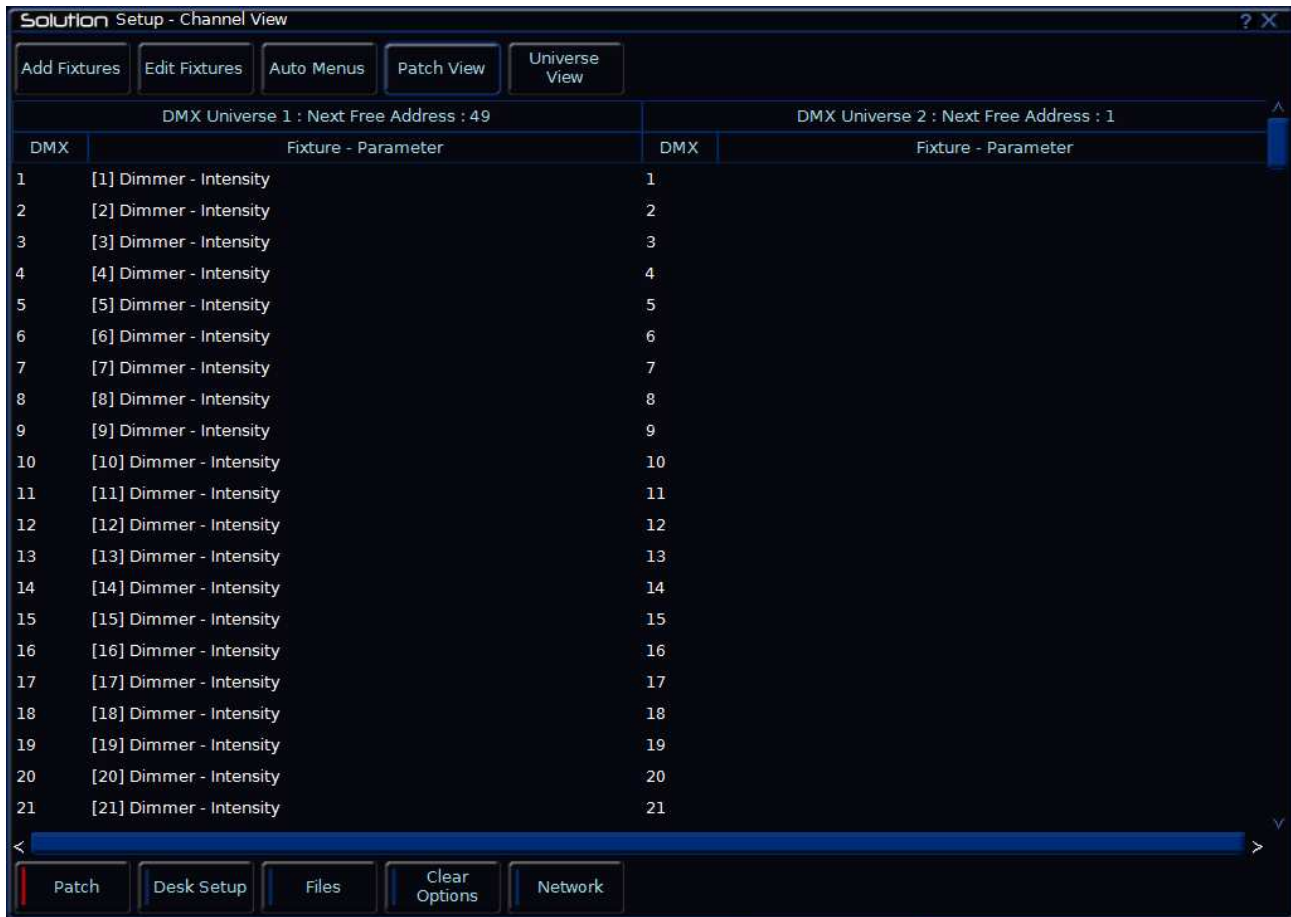 Solution Setup - Channel View ? X
Add Fixtures Edit Fixtures Auto Menus Patch View Universe View
DMX Universe 1 : Next Free Address : 49 DMX Universe 2 : Next Free Address : 1
DMX Fixture - Parameter DMX Fixture - Parameter
1 [1] Dimmer - Intensity 1
2 [2] Dimmer - Intensity 2
3 [3] Dimmer - Intensity 3
4 [4] Dimmer - Intensity 4
5 [5] Dimmer - Intensity 5
6 [6] Dimmer - Intensity 6
7 [7] Dimmer - Intensity 7
8 [8] Dimmer - Intensity 8
9 [9] Dimmer - Intensity 9
10 [10] Dimmer - Intensity 10
11 [11] Dimmer - Intensity 11
12 [12] Dimmer - Intensity 12
13 [13] Dimmer - Intensity 13
14 [14] Dimmer - Intensity 14
15 [15] Dimmer - Intensity 15
16 [16] Dimmer - Intensity 16
17 [17] Dimmer - Intensity 17
18 [18] Dimmer - Intensity 18
19 [19] Dimmer - Intensity 19
20 [20] Dimmer - Intensity 20
21 [21] Dimmer - Intensity 21
Patch Desk Setup Files Clear Options Network